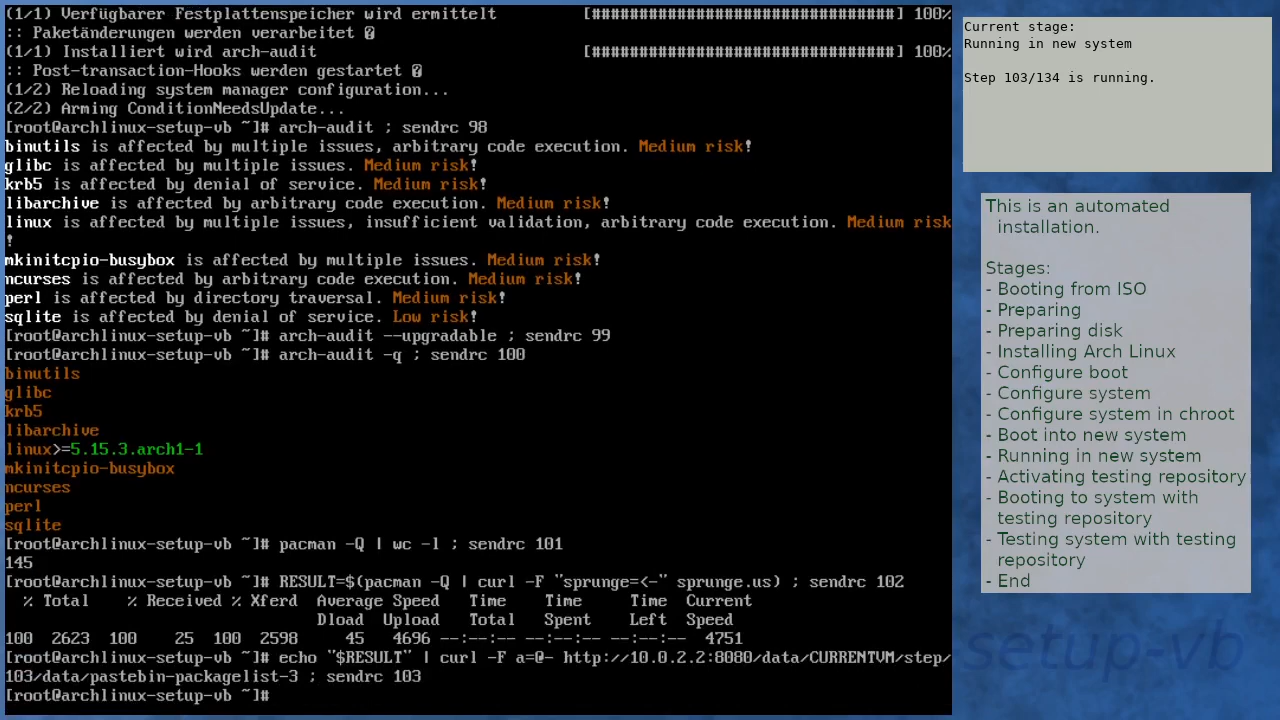 (1/1) Verfügbarer Festplattenspeicher wird ermittelt [################################] 100%
:: Paketänderungen werden verarbeitet �
(1/1) Installiert wird arch-audit [################################] 100%
:: Post-transaction-Hooks werden gestartet �
(1/2) Reloading system manager configuration...
(2/2) Arming ConditionNeedsUpdate...
[root@archlinux-setup-vb ~]# arch-audit ; sendrc 98
binutils is affected by multiple issues, arbitrary code execution. Medium risk!
glibc is affected by multiple issues. Medium risk!
krb5 is affected by denial of service. Medium risk!
libarchive is affected by arbitrary code execution. Medium risk!
linux is affected by multiple issues, insufficient validation, arbitrary code execution. Medium risk
!
mkinitcpio-busybox is affected by multiple issues. Medium risk!
ncurses is affected by arbitrary code execution. Medium risk!
perl is affected by directory traversal. Medium risk!
sqlite is affected by denial of service. Low risk!
[root@archlinux-setup-vb ~]# arch-audit --upgradable ; sendrc 99
[root@archlinux-setup-vb ~]# arch-audit -q ; sendrc 100
binutils
glibc
krb5
libarchive
linux>=5.15.3.arch1-1
mkinitcpio-busybox
ncurses
perl
sqlite
[root@archlinux-setup-vb ~]# pacman -Q | wc -l ; sendrc 101
145
[root@archlinux-setup-vb ~]# RESULT=$(pacman -Q | curl -F "sprunge=<-" sprunge.us) ; sendrc 102
% Total % Received % Xferd Average Speed Time Time Time Current
Dload Upload Total Spent Left Speed
100 2623 100 25 100 2598 45 4696 --:--:-- --:--:-- --:--:-- 4751
[root@archlinux-setup-vb ~]# echo "$RESULT" | curl -F a=@- http://10.0.2.2:8080/data/CURRENTVM/step/
103/data/pastebin-packagelist-3 ; sendrc 103
[root@archlinux-setup-vb ~]#
Current stage:
Running in new system
Step 103/134 is running.
This is an automated
installation.
Stages:
- Booting from ISO
- Preparing
- Preparing disk
- Installing Arch Linux
- Configure boot
- Configure system
- Configure system in chroot
- Boot into new system
- Running in new system
- Activating testing repository
- Booting to system with
testing repository
- Testing system with testing
repository
- End
setup-vb